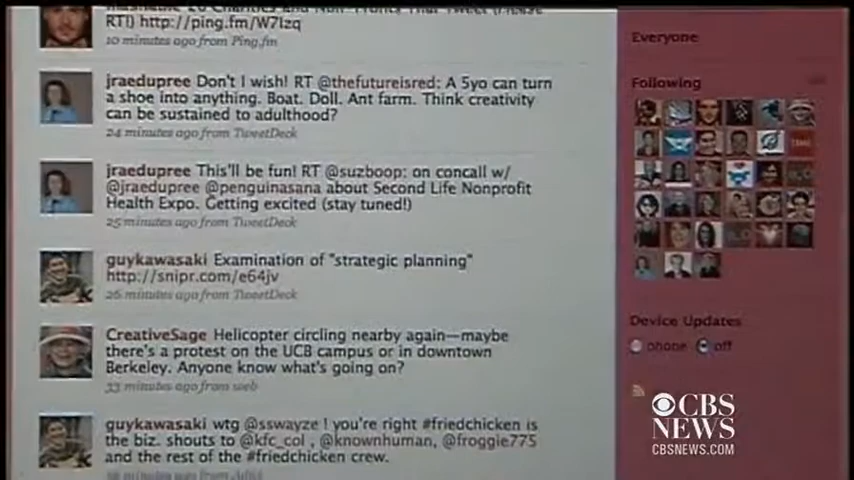 RT!) http://ping.fm/W7Izq
10 minutes ago from Ping.fm
Everyone
Following
jraedupree Don't I wish! RT @thefutureisred: A 5yo can turn
a shoe into anything. Boat. Doll. Ant farm. Think creativity
can be sustained to adulthood?
24 minutes ago from TweetDeck
jraedupree This'll be fun! RT @suzboop: on concall w/
@jraedupree @penguinasana about Second Life Nonprofit
Health Expo. Getting excited (stay tuned!)
25 minutes ago from TweetDeck
guykawasaki Examination of "strategic planning"
http://snipr.com/e64jv
26 minutes ago from TweetDeck
CreativeSage Helicopter circling nearby again—maybe
there's a protest on the UCB campus or in downtown
Berkeley. Anyone know what's going on?
33 minutes ago from web
guykawasaki wtg @sswayze ! you're right #friedchicken is
the biz. shouts to @kfc_col , @knownhuman, @froggie775
and the rest of the #friedchicken crew.
Device Updates
phone off
CBS
NEWS
CBSNEWS.COM